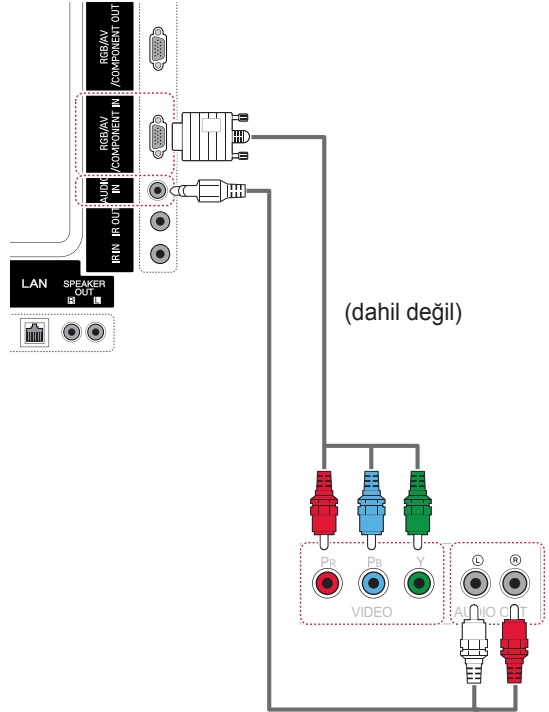 RGB/AV
/COMPONENT OUT
RGB/AV
/COMPONENT IN
AUDIO
IN
IR OUT
IR IN
LAN
SPEAKER
OUT
R L
(dahil değil)
PR PB Y
VIDEO
L R
AUDIO OUT